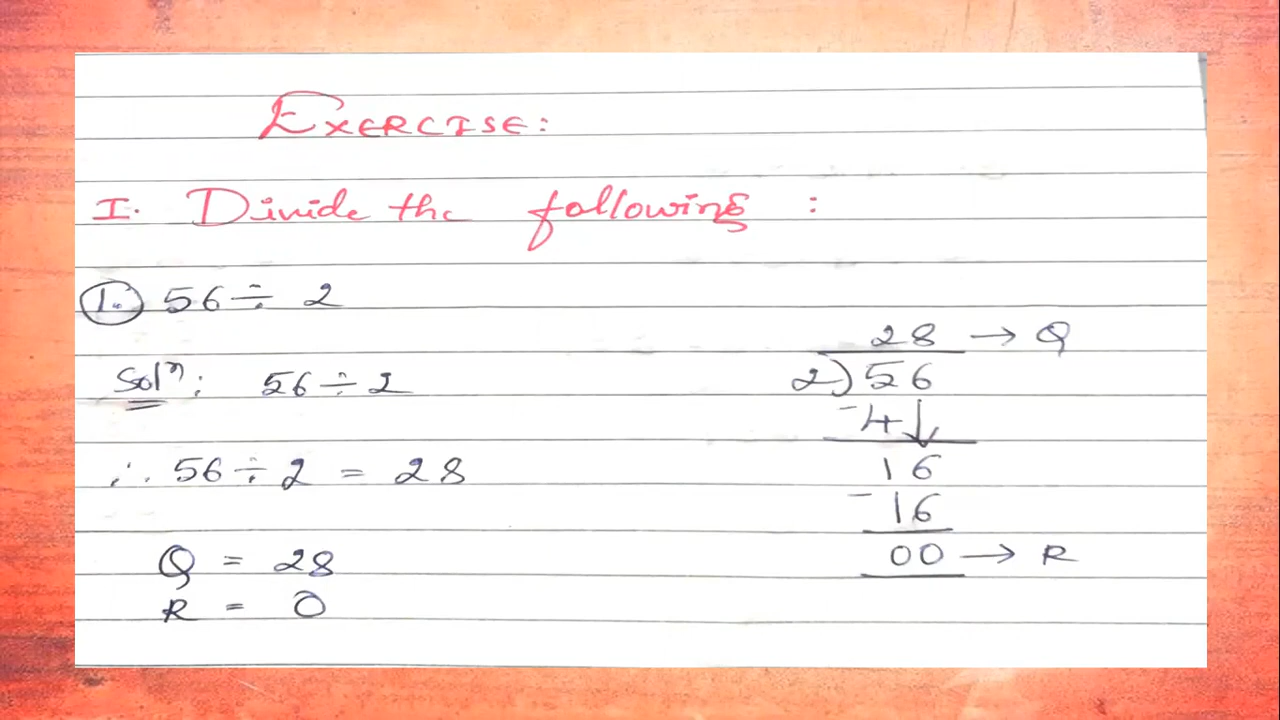 EXERCISE:
I. Divide the following :
1. 56 ÷ 2
Solⁿ: 56 ÷ 2
∴ 56 ÷ 2 = 28
Q = 28
R = 0
28 → Q
2)56
-4↓
16
-16
00 → R